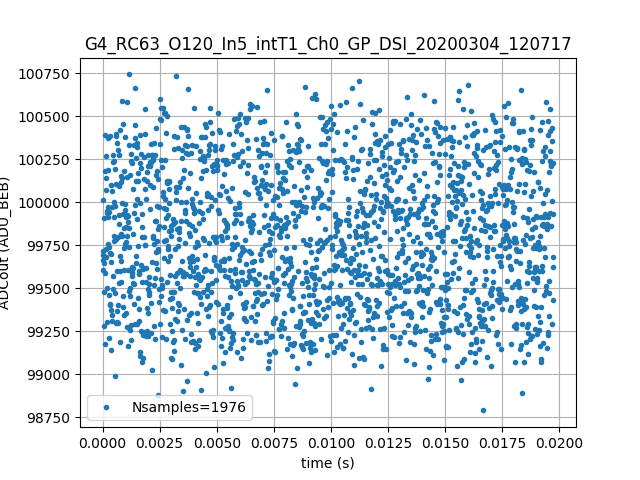 G4_RC63_O120_In5_intT1_Ch0_GP_DSI_20200304_120717
ADCout (ADU_BEB)
100750
100500
100250
100000
99750
99500
99250
99000
98750
Nsamples=1976
0.0000 0.0025 0.0050 0.0075 0.0100 0.0125 0.0150 0.0175 0.0200
time (s)